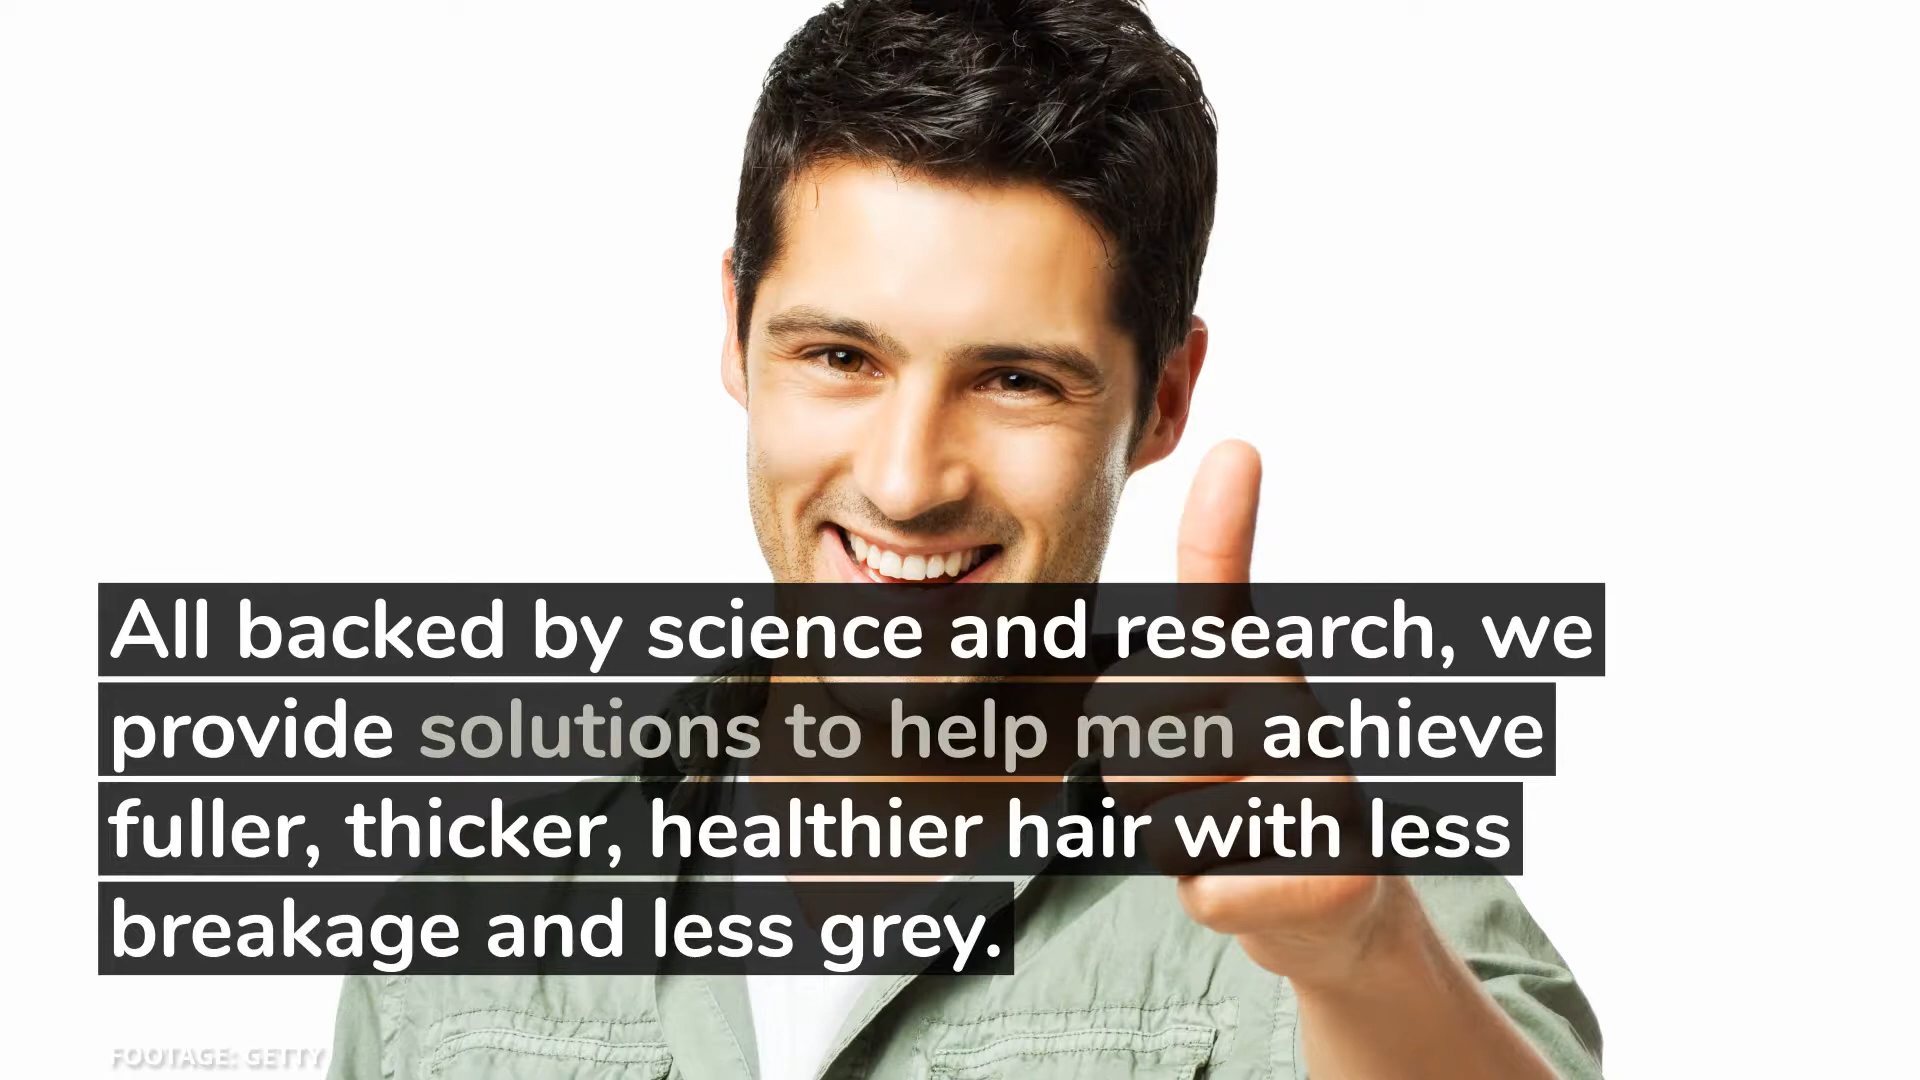 All backed by science and research, we
provide solutions to help men achieve
fuller, thicker, healthier hair with less
breakage and less grey.
FOOTAGE: GETTY